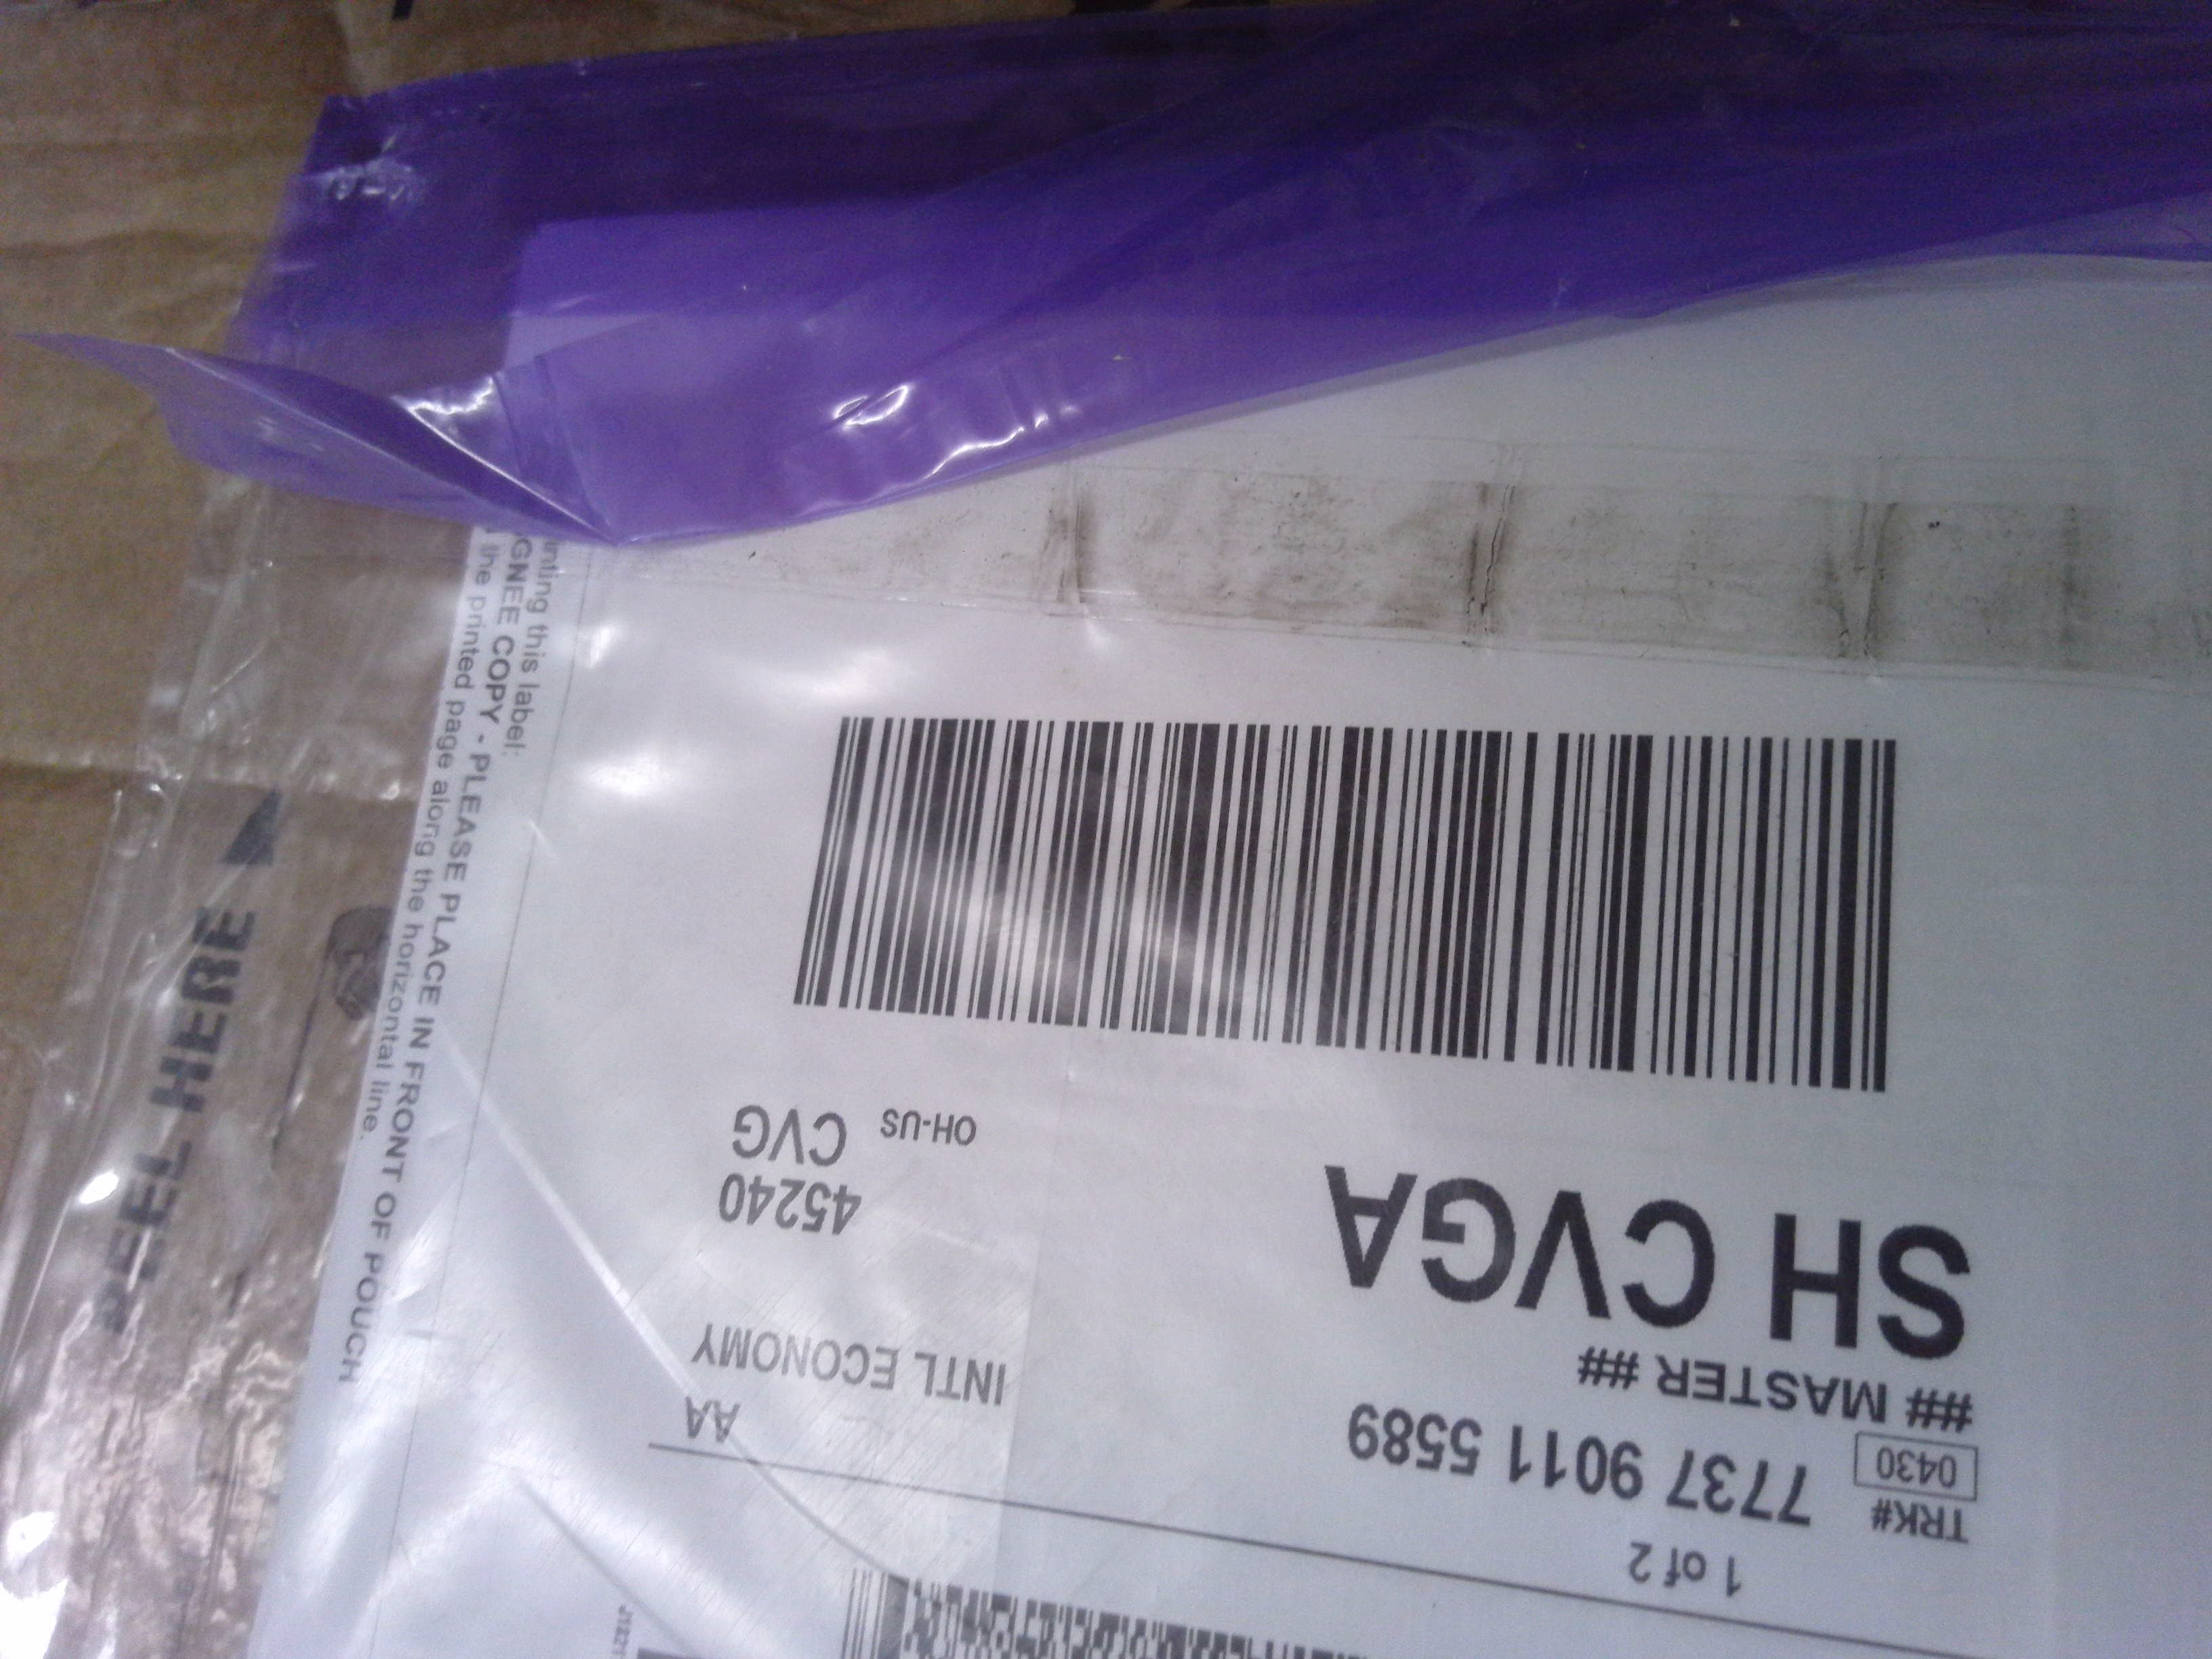 1 of 2
TRK#
0430
7737 9011 5589
## MASTER ##
SH CVGA
AA
INTL ECONOMY
45240
OH-US
CVG
this label:
GNEE COPY - PLEASE PLACE IN FRONT OF POUCH
the printed page along the horizontal line.
PEEL HERE